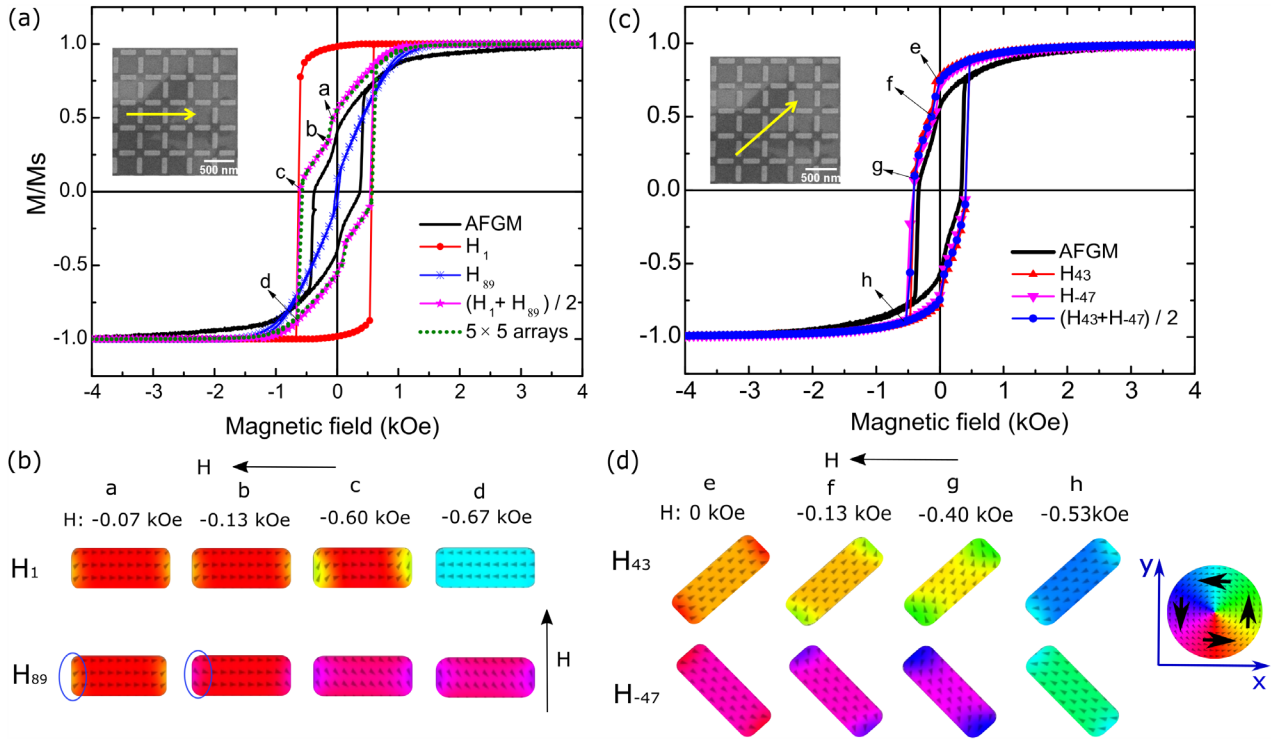 (a)
M/Ms
1.0
0.5
0.0
-0.5
-1.0
a
b
c
d
500 nm
AFGM
H1
H89
(H1+ H89) / 2
5 × 5 arrays
-4 -3 -2 -1 0 1 2 3 4
Magnetic field (kOe)
(c)
1.0
0.5
0.0
-0.5
-1.0
e
f
g
h
500 nm
AFGM
H43
H-47
(H43+H-47) / 2
-4 -3 -2 -1 0 1 2 3 4
Magnetic field (kOe)
(b)
H
a b c d
H: -0.07 kOe -0.13 kOe -0.60 kOe -0.67 kOe
H1
H89
H
(d)
H
e f g h
H: 0 kOe -0.13 kOe -0.40 kOe -0.53kOe
H43
H-47
y
x